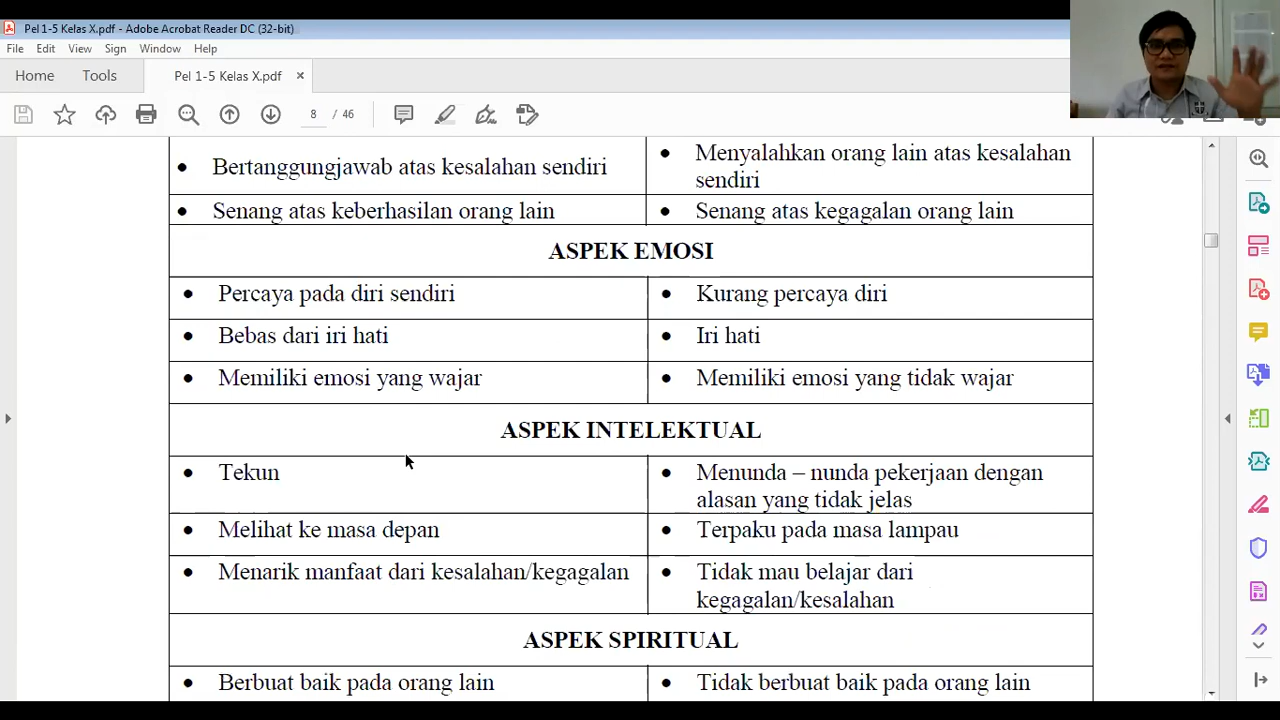 Pel 1-5 Kelas X.pdf - Adobe Acrobat Reader DC (32-bit)
File Edit View Sign Window Help
Home Tools Pel 1-5 Kelas X.pdf ×
8 / 46
• Bertanggungjawab atas kesalahan sendiri
• Menyalahkan orang lain atas kesalahan
sendiri
• Senang atas keberhasilan orang lain
• Senang atas kegagalan orang lain
ASPEK EMOSI
• Percaya pada diri sendiri
• Kurang percaya diri
• Bebas dari iri hati
• Iri hati
• Memiliki emosi yang wajar
• Memiliki emosi yang tidak wajar
ASPEK INTELEKTUAL
• Tekun
• Menunda – nunda pekerjaan dengan
alasan yang tidak jelas
• Melihat ke masa depan
• Terpaku pada masa lampau
• Menarik manfaat dari kesalahan/kegagalan
• Tidak mau belajar dari
kegagalan/kesalahan
ASPEK SPIRITUAL
• Berbuat baik pada orang lain
• Tidak berbuat baik pada orang lain